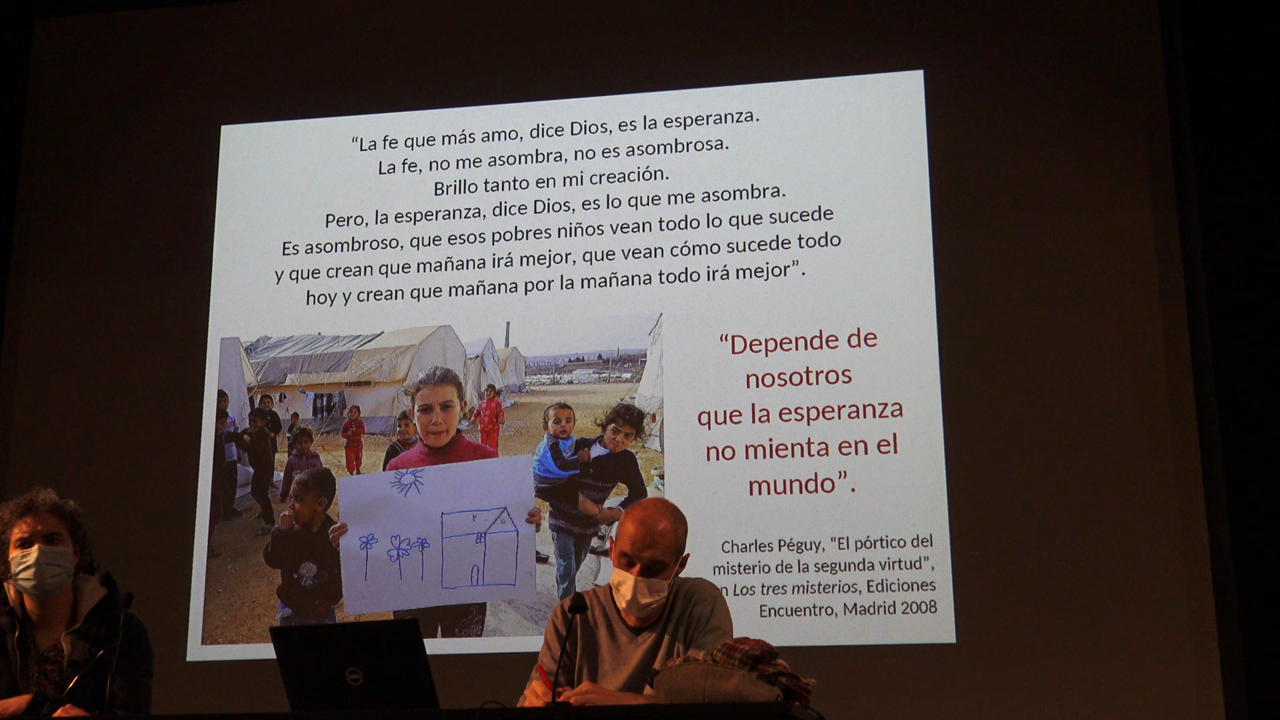 “La fe que más amo, dice Dios, es la esperanza.
La fe, no me asombra, no es asombrosa.
Brillo tanto en mi creación.
Pero, la esperanza, dice Dios, es lo que me asombra.
Es asombroso, que esos pobres niños vean todo lo que sucede
y que crean que mañana irá mejor, que vean cómo sucede todo
hoy y crean que mañana por la mañana todo irá mejor”.
“Depende de
nosotros
que la esperanza
no mienta en el
mundo”.
Charles Péguy, “El pórtico del
misterio de la segunda virtud”,
n Los tres misterios, Ediciones
Encuentro, Madrid 2008
DELL